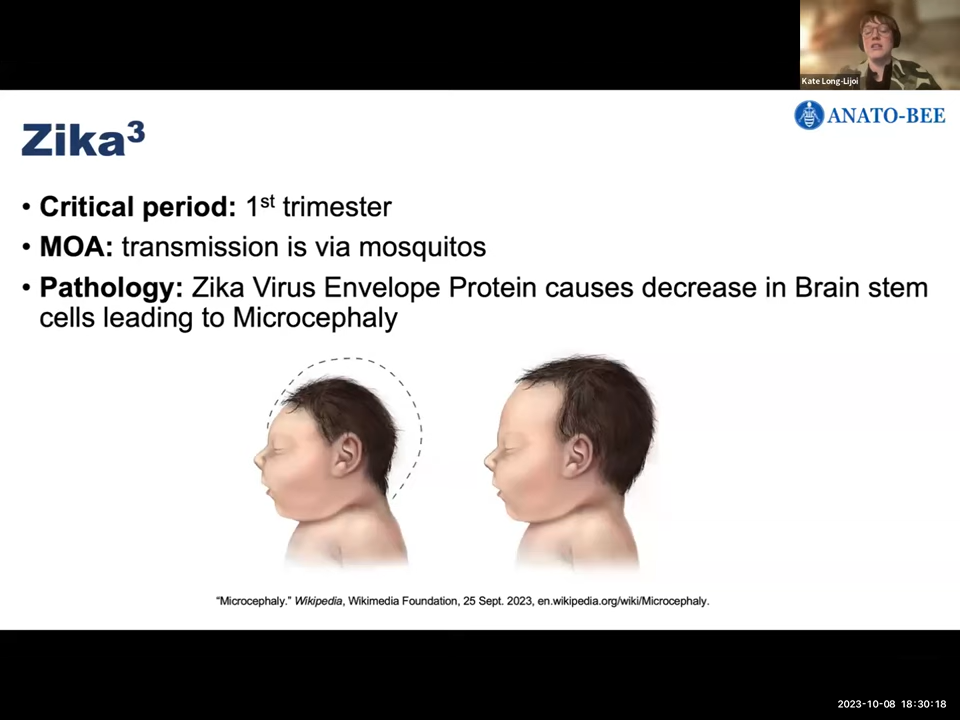 Kate Long-Lijoi
ANATO-BEE
Zika³
• Critical period: 1st trimester
• MOA: transmission is via mosquitos
• Pathology: Zika Virus Envelope Protein causes decrease in Brain stem
cells leading to Microcephaly
“Microcephaly.” Wikipedia, Wikimedia Foundation, 25 Sept. 2023, en.wikipedia.org/wiki/Microcephaly.
2023-10-08 18:30:18